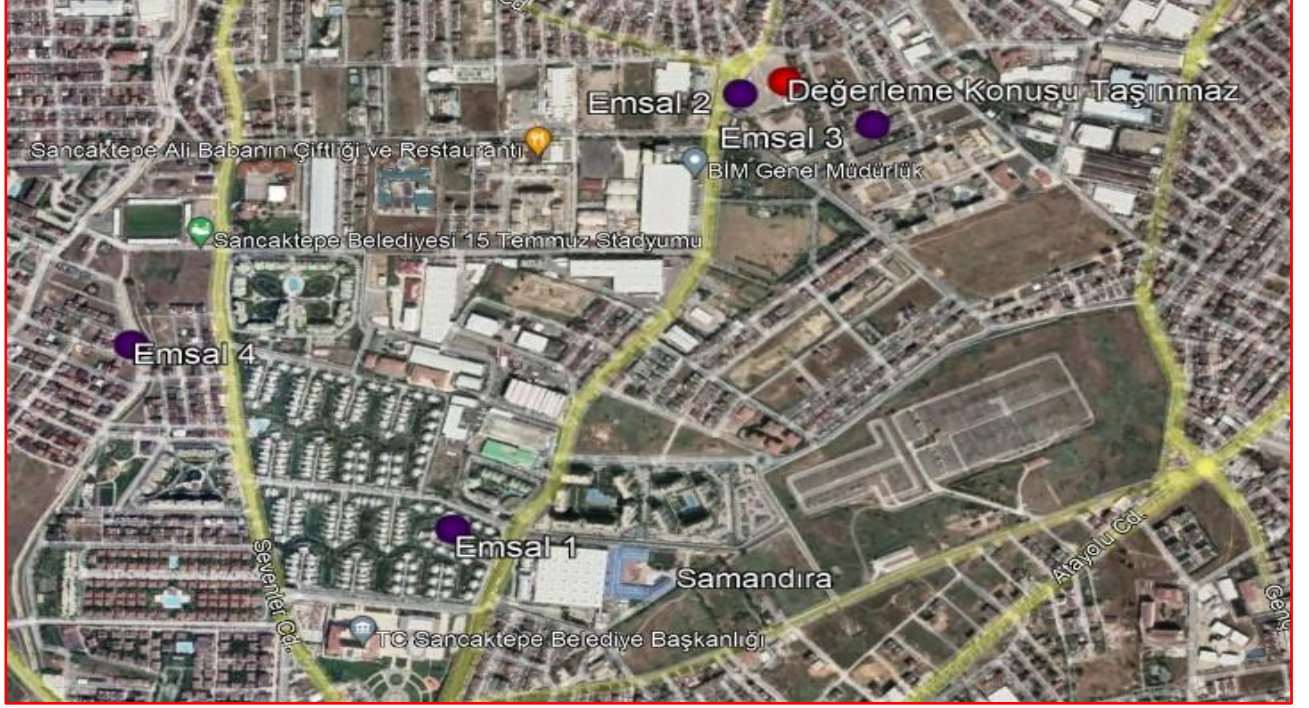 Emsal 2
Değerleme Konusu Taşınmaz
Emsal 3
Sancaktepe Ali Babanın Çiftliği ve Restaurantı
BİM Genel Müdürlük
Sancaktepe Belediyesi 15 Temmuz Stadyumu
Emsal 4
Emsal 1
Samandıra
Atayolu Cd.
Sevenler Cd.
TC Sancaktepe Belediye Başkanlığı